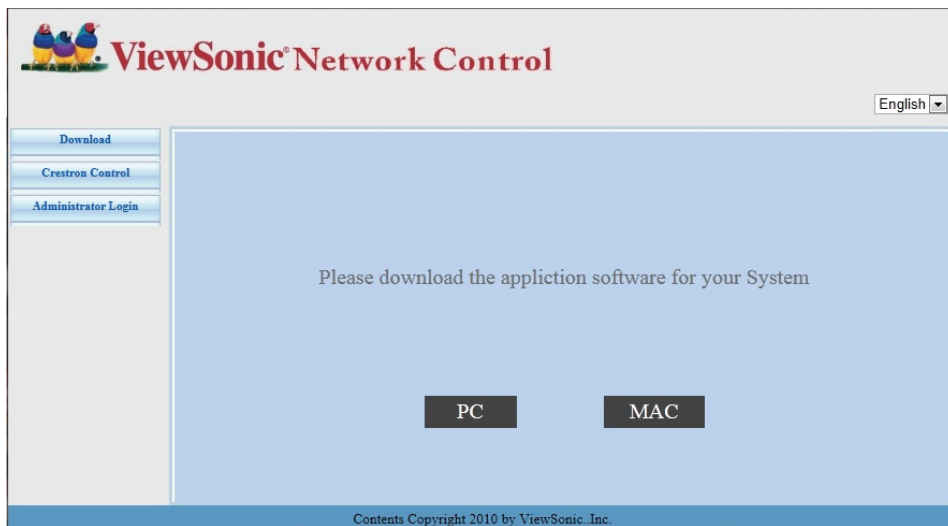 ViewSonic® Network Control
English
Download
Crestron Control
Administrator Login
Please download the appliction software for your System
PC MAC
Contents Copyright 2010 by ViewSonic..Inc.